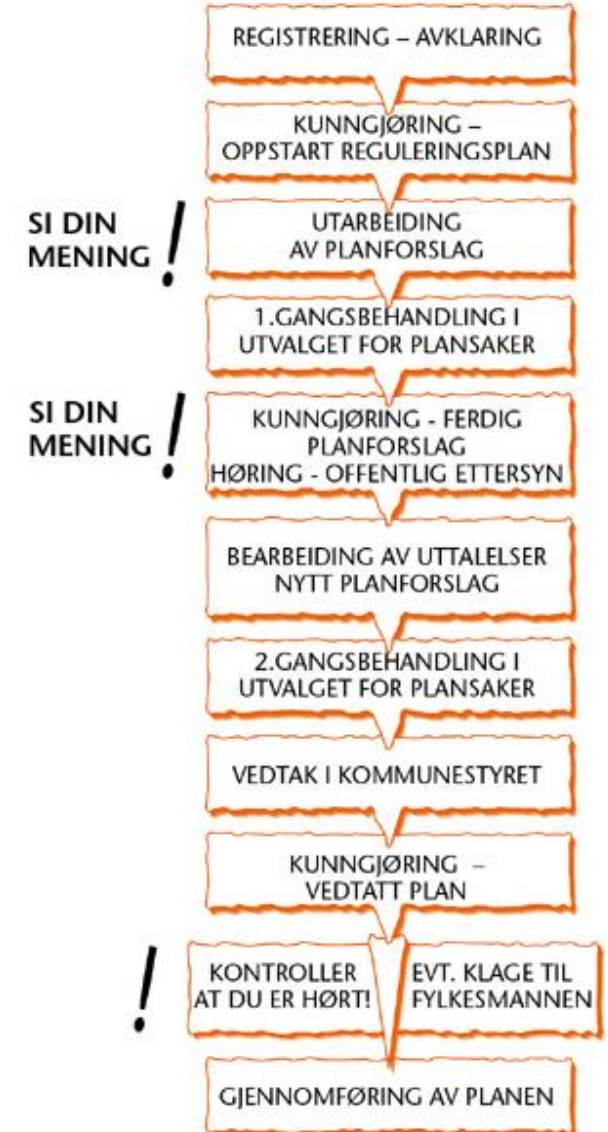 REGISTRERING – AVKLARING
KUNNGJØRING –
OPPSTART REGULERINGSPLAN
SI DIN
MENING !
UTARBEIDING
AV PLANFORSLAG
1.GANGSBEHANDLING I
UTVALGET FOR PLANSAKER
SI DIN
MENING !
KUNNGJØRING - FERDIG
PLANFORSLAG
HØRING - OFFENTLIG ETTERSYN
BEARBEIDING AV UTTALELSER
NYTT PLANFORSLAG
2.GANGSBEHANDLING I
UTVALGET FOR PLANSAKER
VEDTAK I KOMMUNESTYRET
KUNNGJØRING –
VEDTATT PLAN
!
KONTROLLER
AT DU ER HØRT!
EVT. KLAGE TIL
FYLKESMANNEN
GJENNOMFØRING AV PLANEN